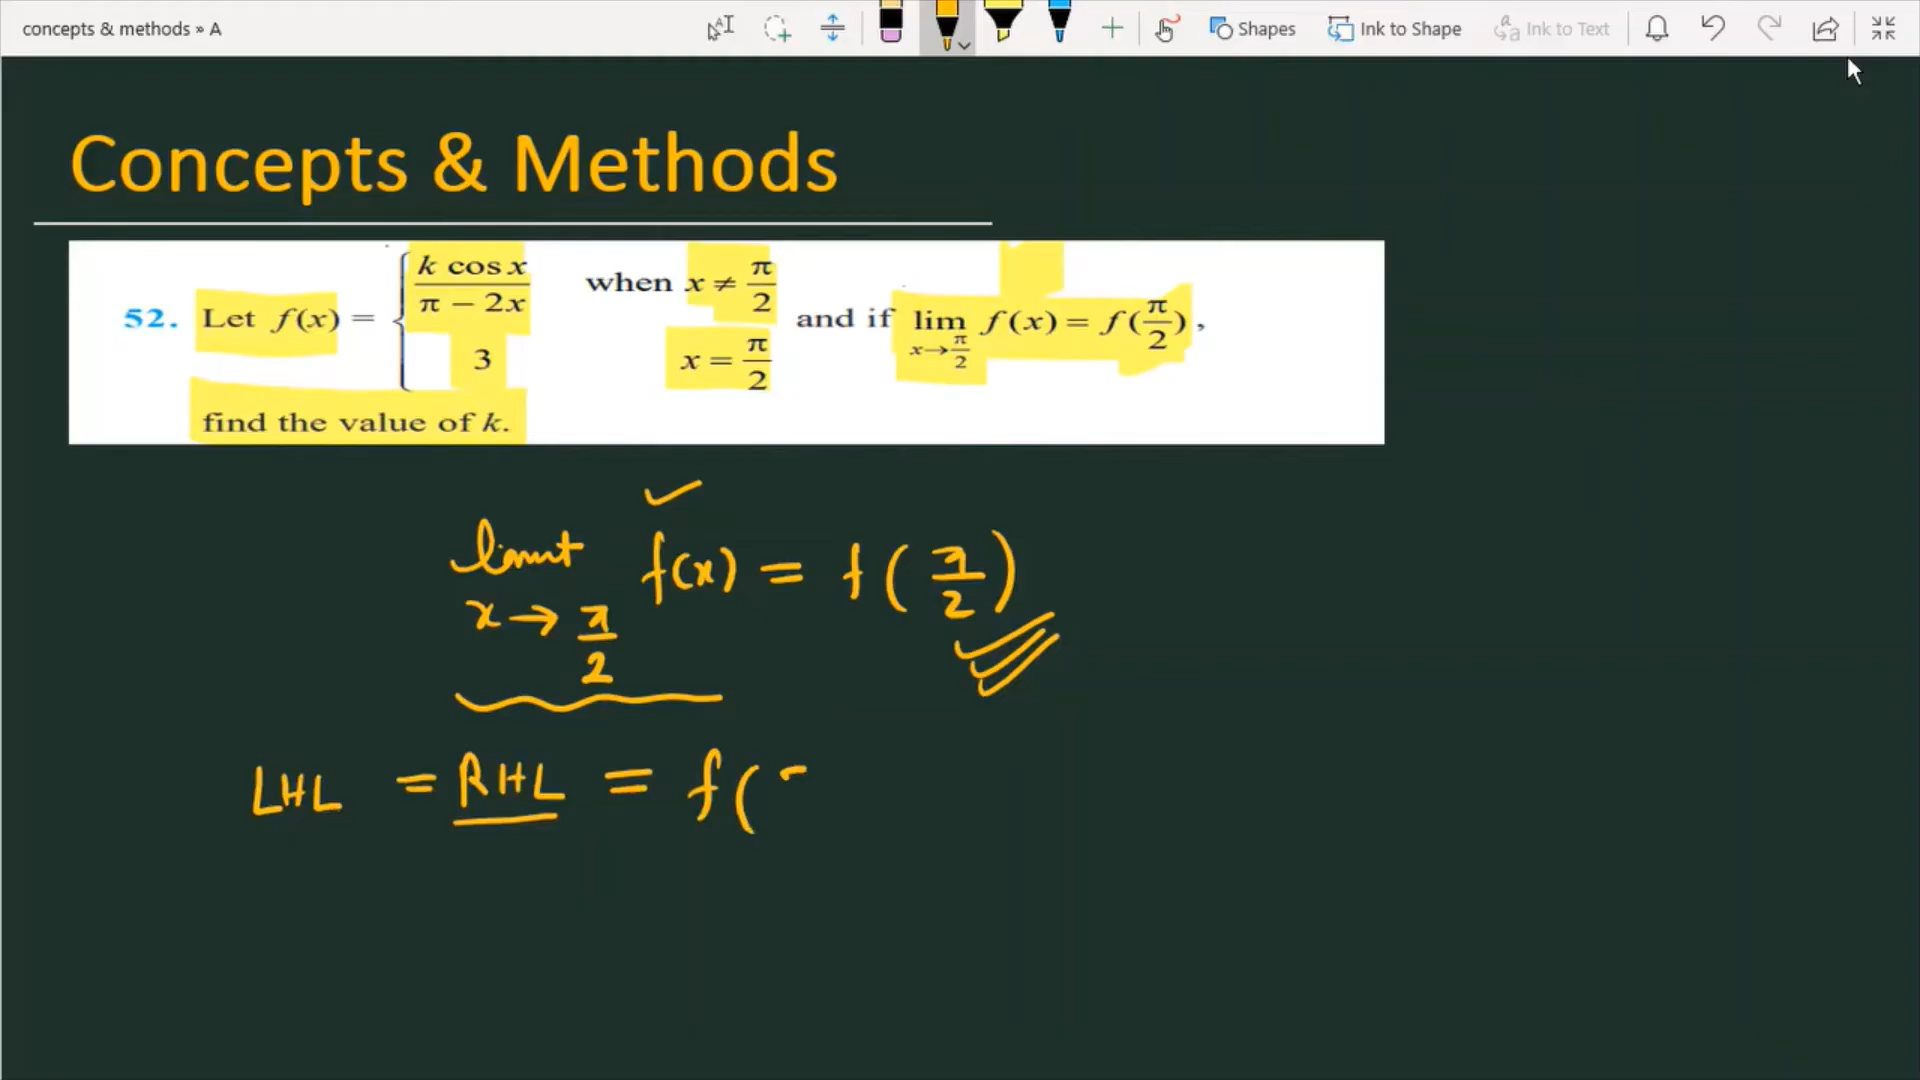 concepts & methods » A
Shapes
Ink to Shape
Ink to Text
Concepts & Methods
52. Let f(x) = { k cos x / π − 2x when x ≠ π/2
3 x = π/2
and if lim x→π/2 f(x) = f(π/2),
find the value of k.
limit x → π/2 f(x) = f(π/2)
LHL = RHL = f(